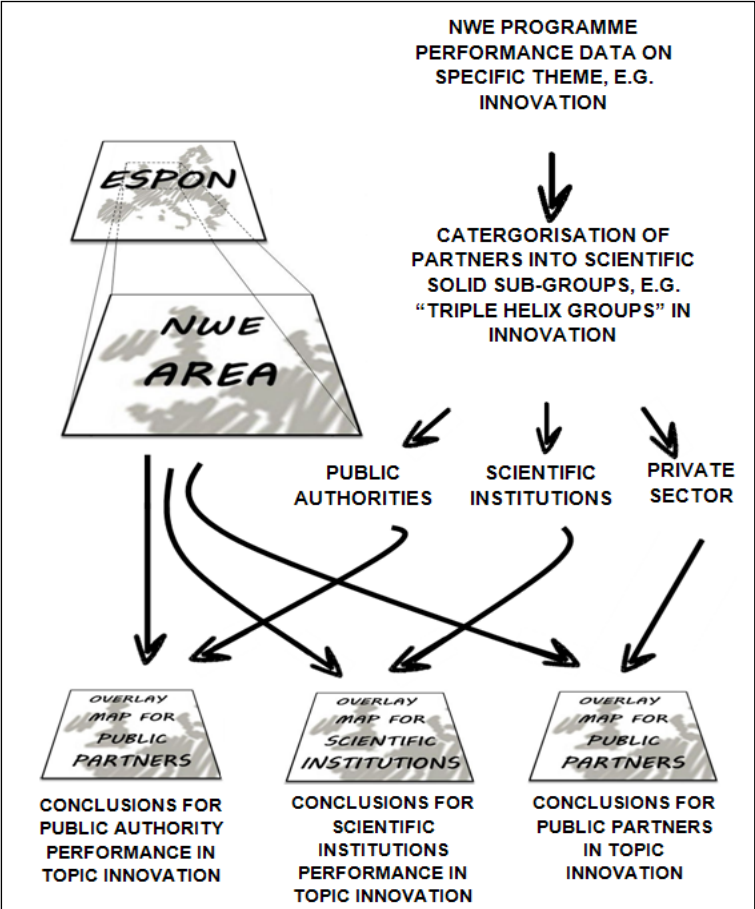 NWE PROGRAMME
PERFORMANCE DATA ON
SPECIFIC THEME, E.G.
INNOVATION
ESPON
CATERGORISATION OF
PARTNERS INTO SCIENTIFIC
SOLID SUB-GROUPS, E.G.
“TRIPLE HELIX GROUPS” IN
INNOVATION
NWE
AREA
PUBLIC
AUTHORITIES
SCIENTIFIC
INSTITUTIONS
PRIVATE
SECTOR
OVERLAY
MAP FOR
PUBLIC
PARTNERS
OVERLAY
MAP FOR
SCIENTIFIC
INSTITUTIONS
OVERLAY
MAP FOR
PUBLIC
PARTNERS
CONCLUSIONS FOR
PUBLIC AUTHORITY
PERFORMANCE IN
TOPIC INNOVATION
CONCLUSIONS FOR
SCIENTIFIC
INSTITUTIONS
PERFORMANCE IN
TOPIC INNOVATION
CONCLUSIONS FOR
PUBLIC PARTNERS
IN TOPIC
INNOVATION